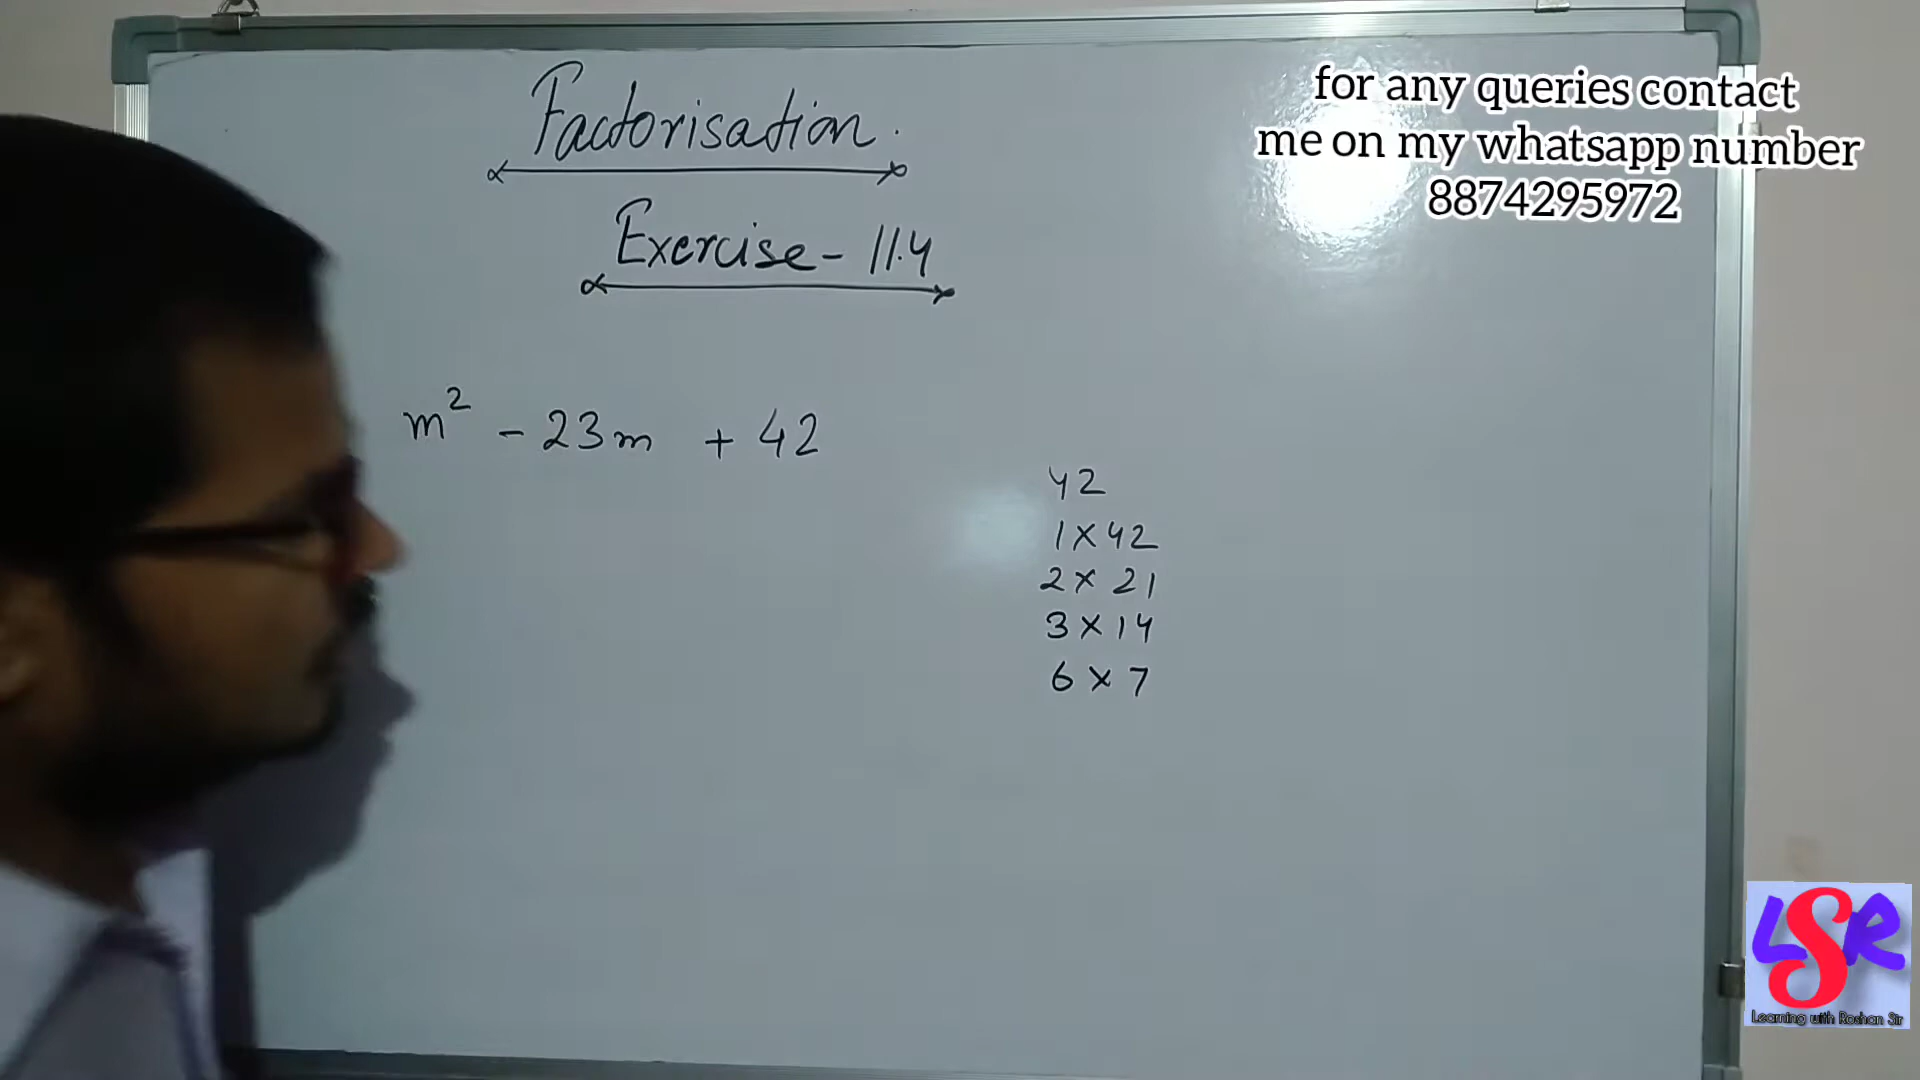 Factorisation.
Exercise - 11.4
m² - 23m + 42
42
1 x 42
2 x 21
3 x 14
6 x 7
for any queries contact
me on my whatsapp number
8874295972
LSR
Learning with Roshan Sir